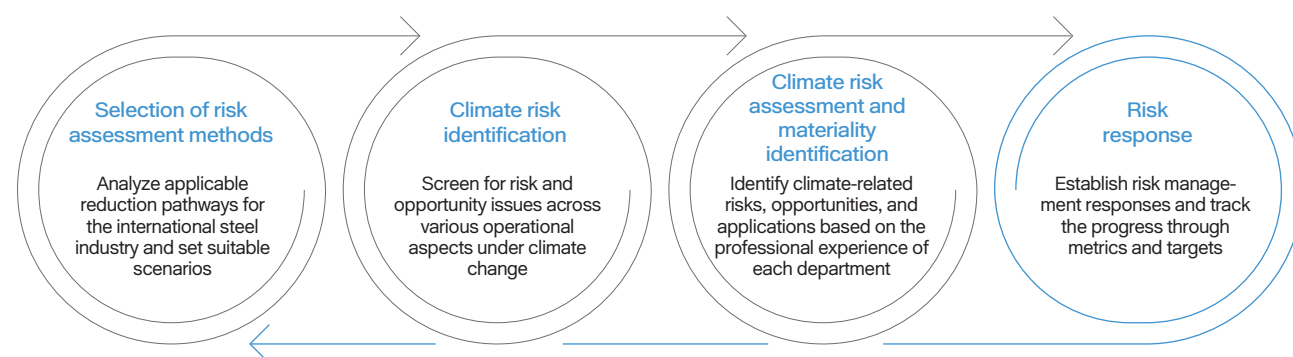 Selection of risk
assessment methods
Analyze applicable
reduction pathways for
the international steel
industry and set suitable
scenarios
Climate risk
identification
Screen for risk and
opportunity issues across
various operational
aspects under climate
change
Climate risk
assessment and
materiality
identification
Identify climate-related
risks, opportunities, and
applications based on the
professional experience of
each department
Risk
response
Establish risk manage-
ment responses and track
the progress through
metrics and targets